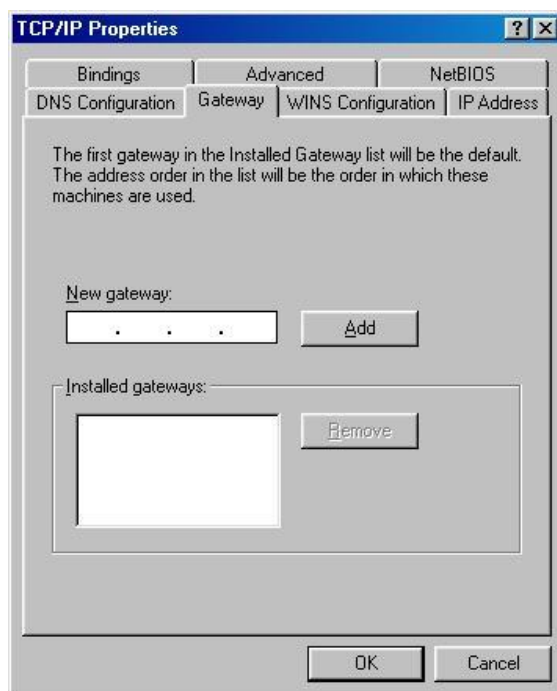 TCP/IP Properties
Bindings
Advanced
NetBIOS
DNS Configuration
Gateway
WINS Configuration
IP Address
The first gateway in the Installed Gateway list will be the default.
The address order in the list will be the order in which these
machines are used.
New gateway:
. . .
Add
Installed gateways:
Remove
OK
Cancel